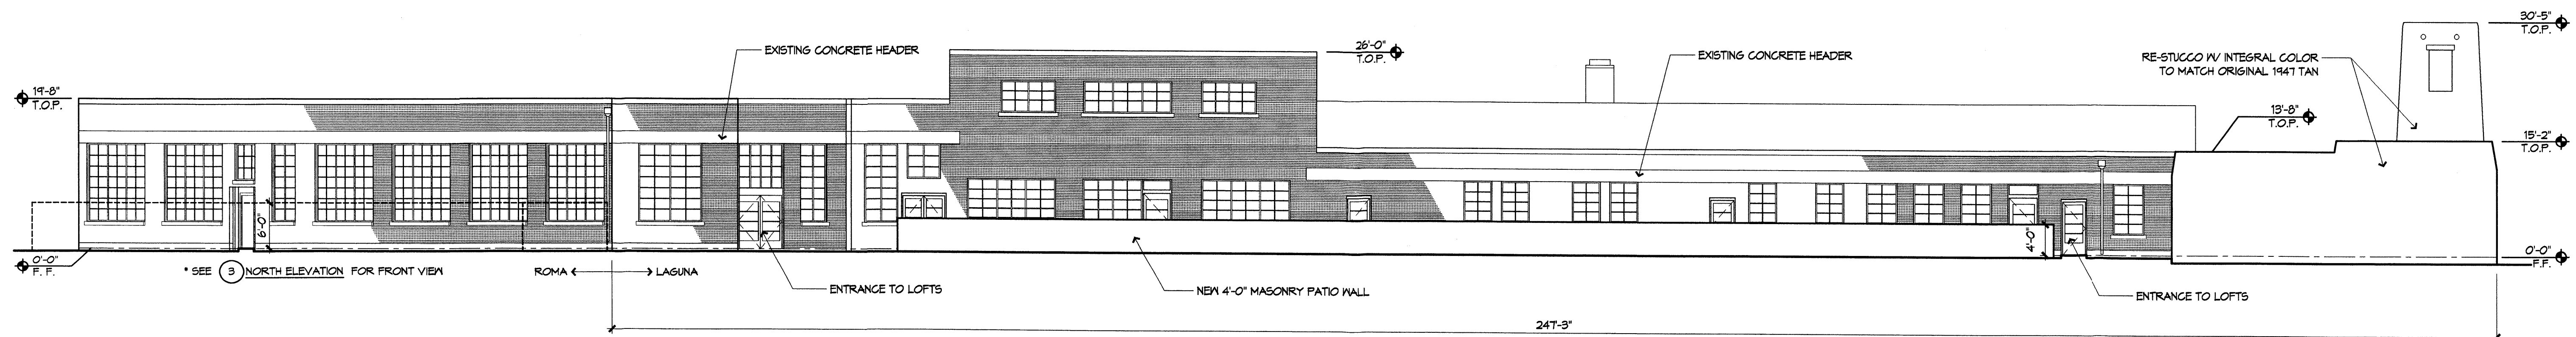 30'-5"
T.O.P.
EXISTING CONCRETE HEADER
26'-0"
T.O.P.
EXISTING CONCRETE HEADER
RE-STUCCO W/ INTEGRAL COLOR
TO MATCH ORIGINAL 1947 TAN
19'-8"
T.O.P.
13'-8"
T.O.P.
15'-2"
T.O.P.
6'-0"
4'-0"
0'-0"
F.F.
* SEE 3 NORTH ELEVATION FOR FRONT VIEW
ROMA LAGUNA
0'-0"
F.F.
ENTRANCE TO LOFTS
NEW 4'-0" MASONRY PATIO WALL
ENTRANCE TO LOFTS
247'-3"